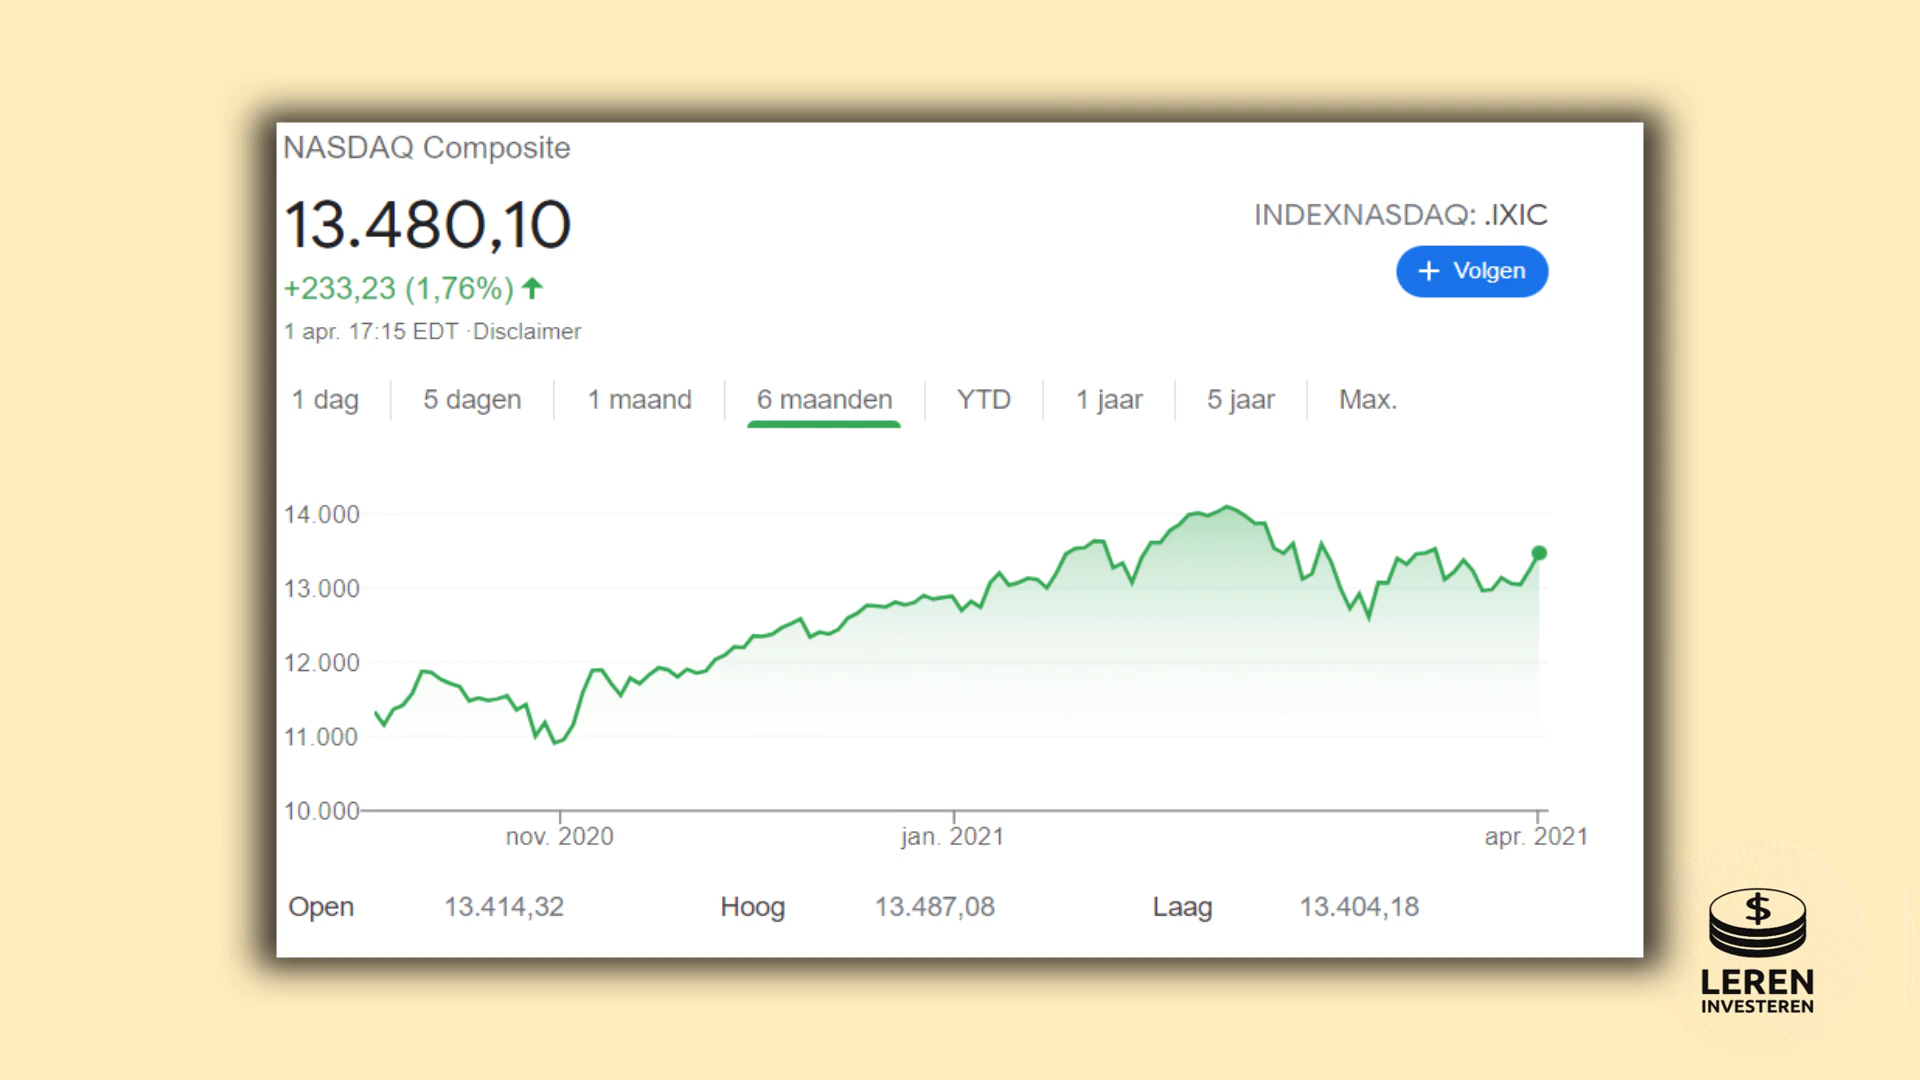 NASDAQ Composite
13.480,10
INDEXNASDAQ: .IXIC
+233,23 (1,76%)
+ Volgen
1 apr. 17:15 EDT ·Disclaimer
1 dag 5 dagen 1 maand 6 maanden YTD 1 jaar 5 jaar Max.
14.000
13.000
12.000
11.000
10.000
nov. 2020 jan. 2021 apr. 2021
Open 13.414,32 Hoog 13.487,08 Laag 13.404,18
$
LEREN
INVESTEREN